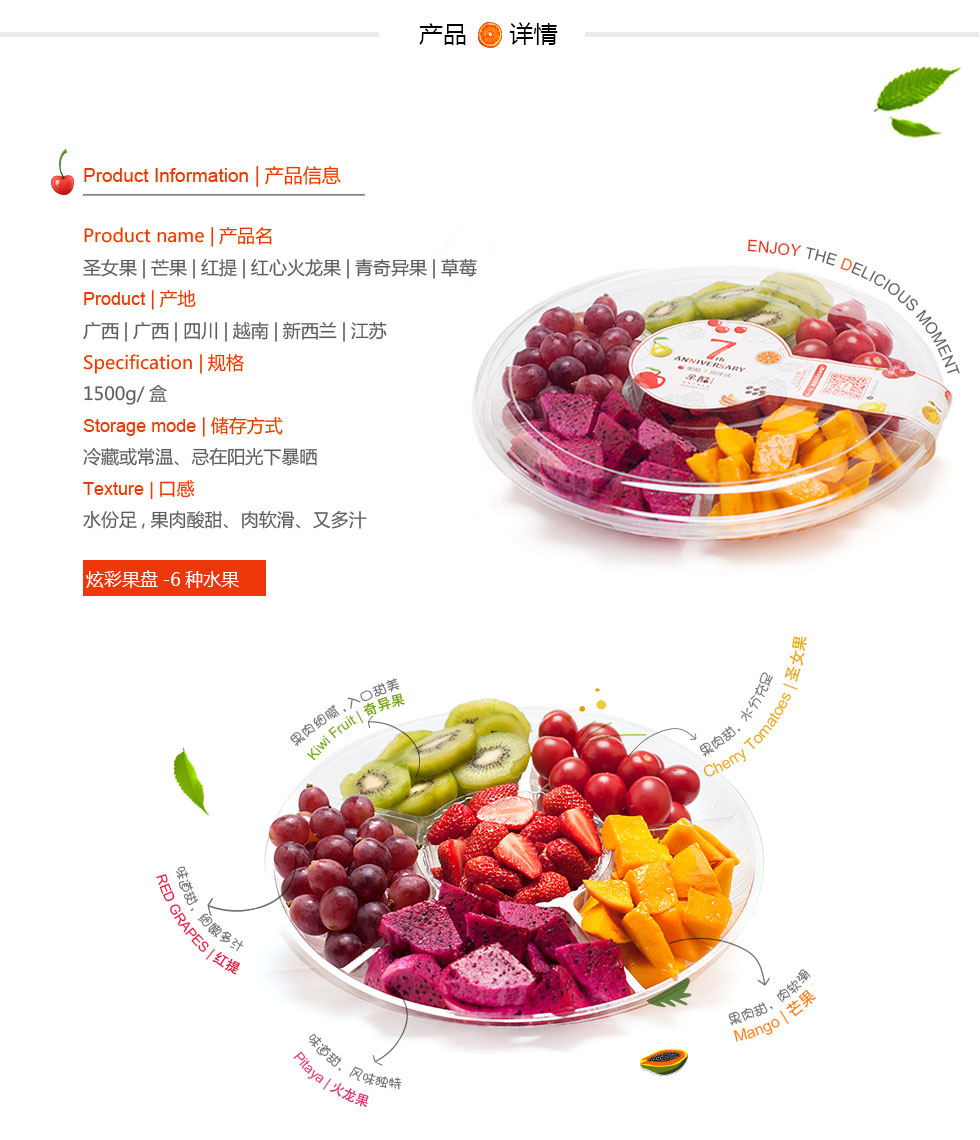 产品 详情
Product Information | 产品信息
Product name | 产品名
圣女果 | 芒果 | 红提 | 红心火龙果 | 青奇异果 | 草莓
Product | 产地
广西 | 广西 | 四川 | 越南 | 新西兰 | 江苏
Specification | 规格
1500g/ 盒
Storage mode | 储存方式
冷藏或常温、忌在阳光下暴晒
Texture | 口感
水份足 , 果肉酸甜、肉软滑、又多汁
ENJOY THE DELICIOUS MOMENT
7th
ANNIVERSARY
炫彩果盘 -6 种水果
果肉细腻 , 入口甜美
Kiwi Fruit | 奇异果
果肉甜，水分充足
Cherry Tomatoes | 圣女果
味道甜，细嫩多汁
RED GRAPES | 红提
果肉甜，肉软滑
Mango | 芒果
味道甜，风味独特
Pitaya | 火龙果